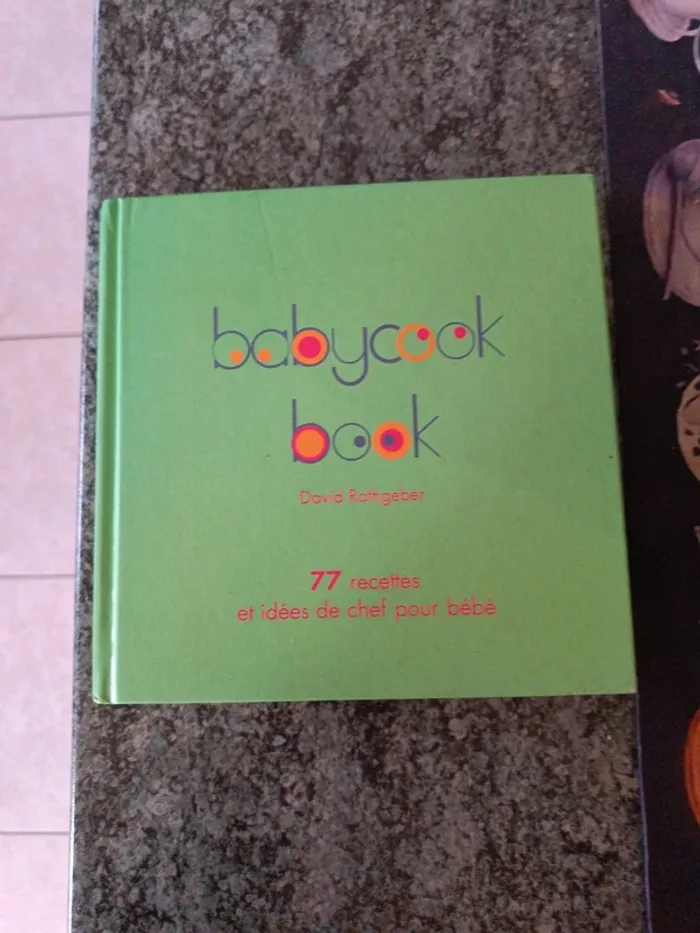 babycook
book
David Rathgeber
77 recettes
et idées de chef pour bébé